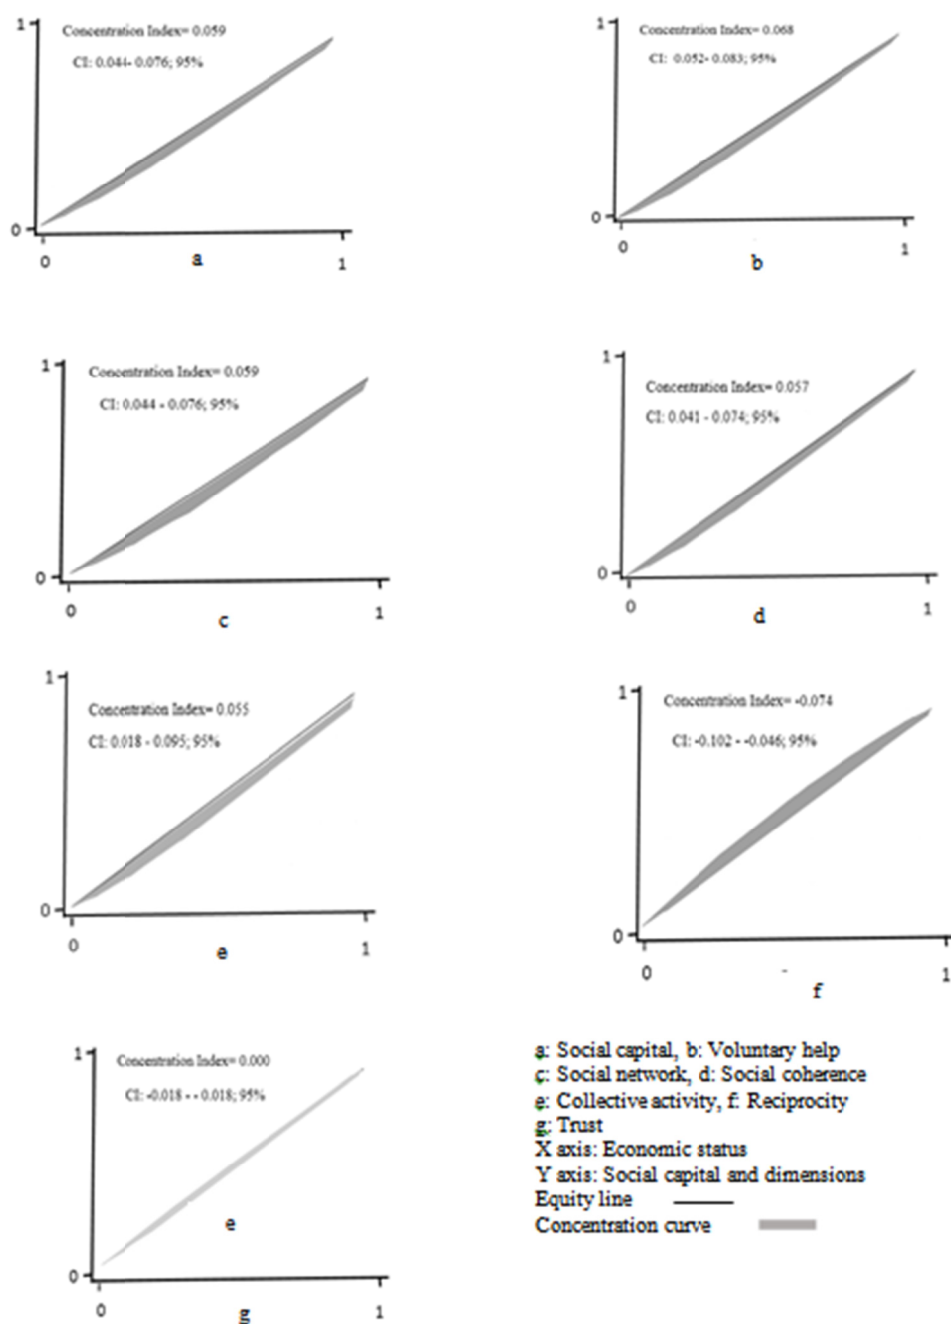 1
Concentration Index= 0.059
CI: 0.044- 0.076; 95%
0
0
1
a
1
Concentration Index= 0.068
CI: 0.052- 0.083; 95%
0
0
1
b
1
Concentration Index= 0.059
CI: 0.044 - 0.076; 95%
0
0
1
c
1
Concentration Index= 0.057
CI: 0.041 - 0.074; 95%
0
0
1
d
1
Concentration Index= 0.055
CI: 0.018 - 0.095; 95%
0
0
1
e
1
Concentration Index= -0.074
CI: -0.102 - -0.046; 95%
0
0
1
f
1
Concentration Index= 0.000
CI: -0.018 - - 0.018; 95%
e
0
0
1
g
a: Social capital, b: Voluntary help
c: Social network, d: Social coherence
e: Collective activity, f: Reciprocity
g: Trust
X axis: Economic status
Y axis: Social capital and dimensions
Equity line
Concentration curve